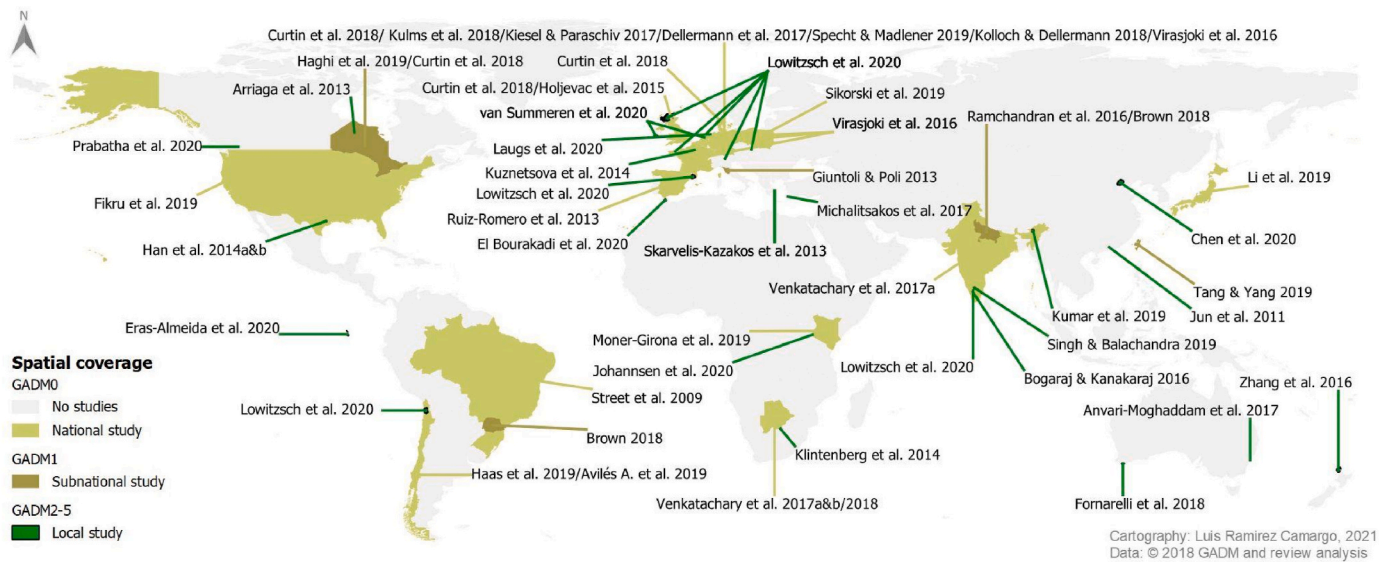 Curtin et al. 2018/ Kulms et al. 2018/Kiesel & Paraschiv 2017/Dellermann et al. 2017/Specht & Madlener 2019/Kolloch & Dellermann 2018/Virasjoki et al. 2016
Haghi et al. 2019/Curtin et al. 2018
Curtin et al. 2018
Lowitzsch et al. 2020
Arriaga et al. 2013
Curtin et al. 2018/Holjevac et al. 2015
Sikorski et al. 2019
van Summeren et al. 2020
Virasjoki et al. 2016
Ramchandran et al. 2016/Brown 2018
Prabatha et al. 2020
Laugs et al. 2020
Kuznetsova et al. 2014
Giuntoli & Poli 2013
Li et al. 2019
Lowitzsch et al. 2020
Fikru et al. 2019
Ruiz-Romero et al. 2013
Michalitsakos et al. 2017
Han et al. 2014a&b
El Bourakadi et al. 2020
Skarvelis-Kazakos et al. 2013
Chen et al. 2020
Venkatachary et al. 2017a
Tang & Yang 2019
Kumar et al. 2019
Jun et al. 2011
Eras-Almeida et al. 2020
Moner-Girona et al. 2019
Singh & Balachandra 2019
Johannsen et al. 2020
Lowitzsch et al. 2020
Bogaraj & Kanakaraj 2016
Zhang et al. 2016
Street et al. 2009
Lowitzsch et al. 2020
Anvari-Moghaddam et al. 2017
Brown 2018
Klintenberg et al. 2014
Haas et al. 2019/Avilés A. et al. 2019
Venkatachary et al. 2017a&b/2018
Fornarelli et al. 2018
Spatial coverage
GADM0
No studies
National study
GADM1
Subnational study
GADM2-5
Local study
Cartography: Luis Ramirez Camargo, 2021
Data: © 2018 GADM and review analysis
N